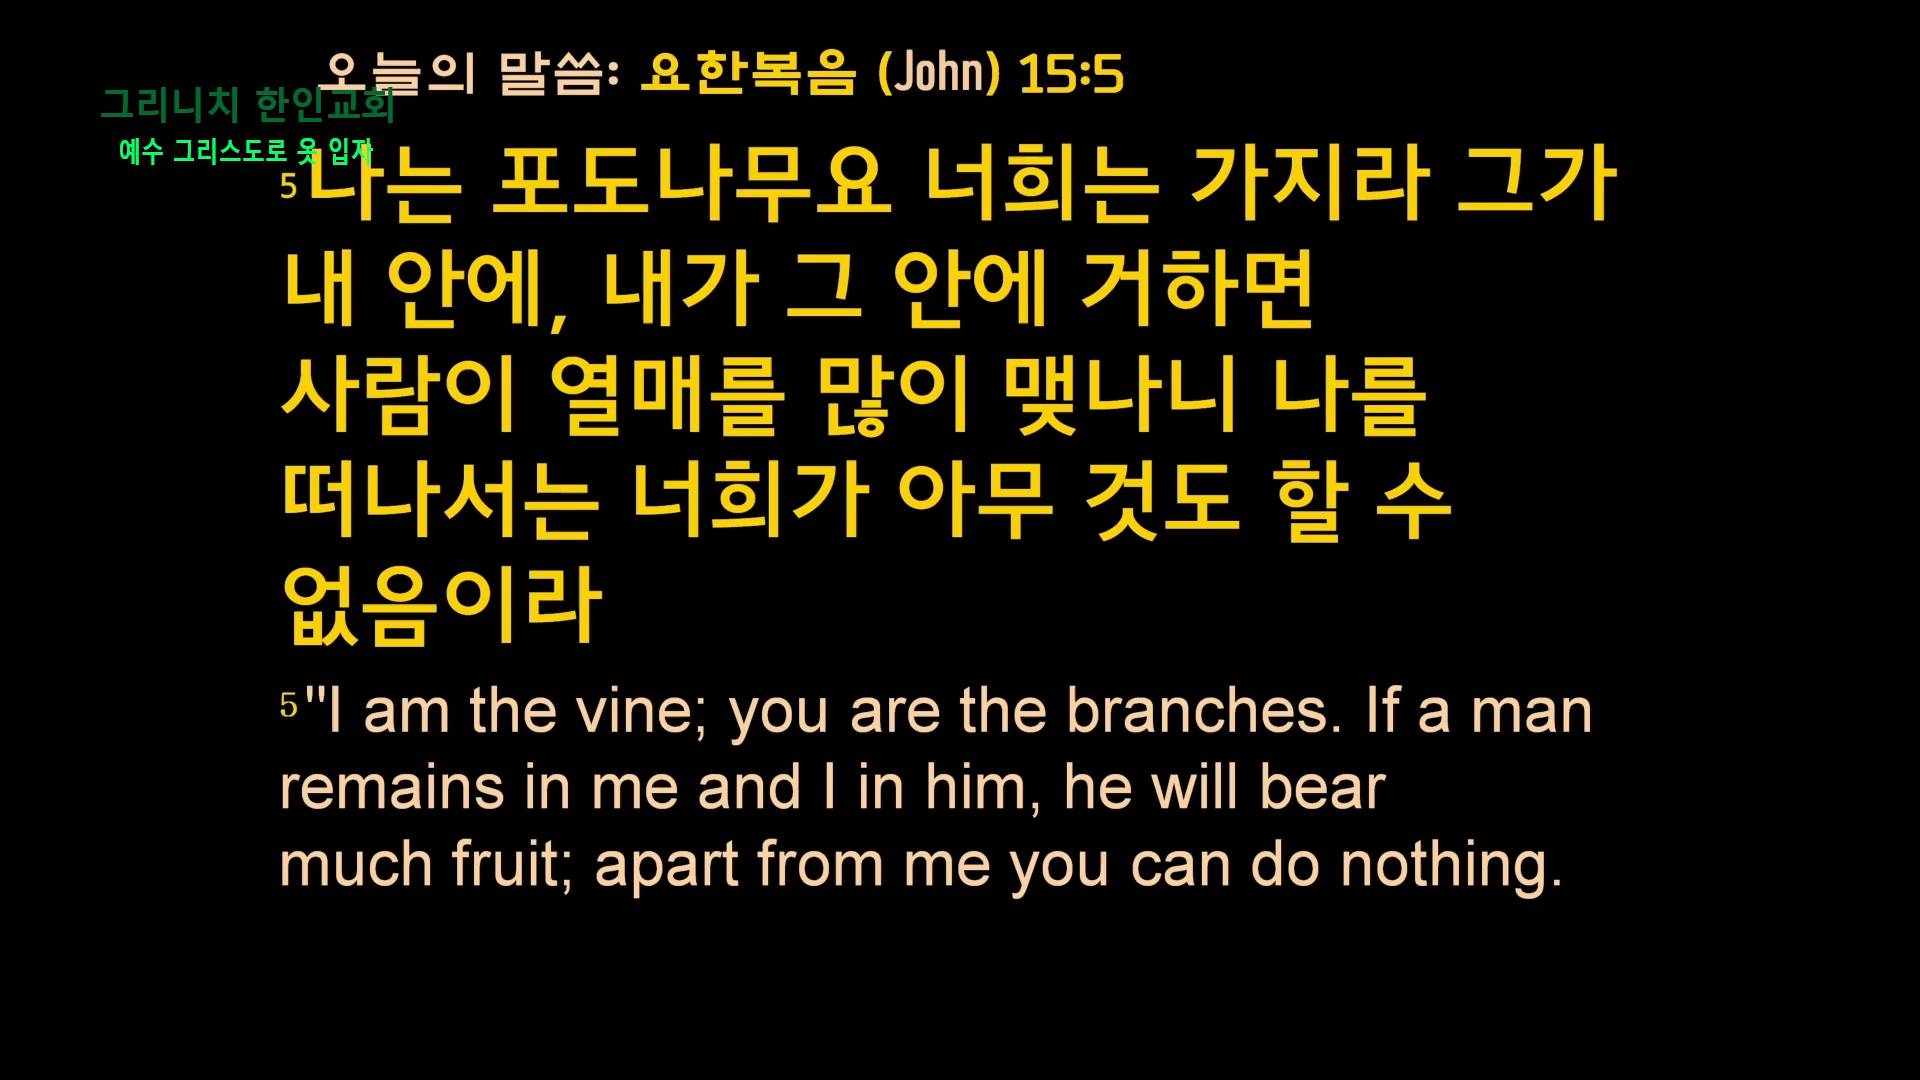 오늘의 말씀: 요한복음 (John) 15:5
그리니치 한인교회
예수 그리스도로 옷 입자
5 나는 포도나무요 너희는 가지라 그가
내 안에, 내가 그 안에 거하면
사람이 열매를 많이 맺나니 나를
떠나서는 너희가 아무 것도 할 수
없음이라
5 "I am the vine; you are the branches. If a man
remains in me and I in him, he will bear
much fruit; apart from me you can do nothing.